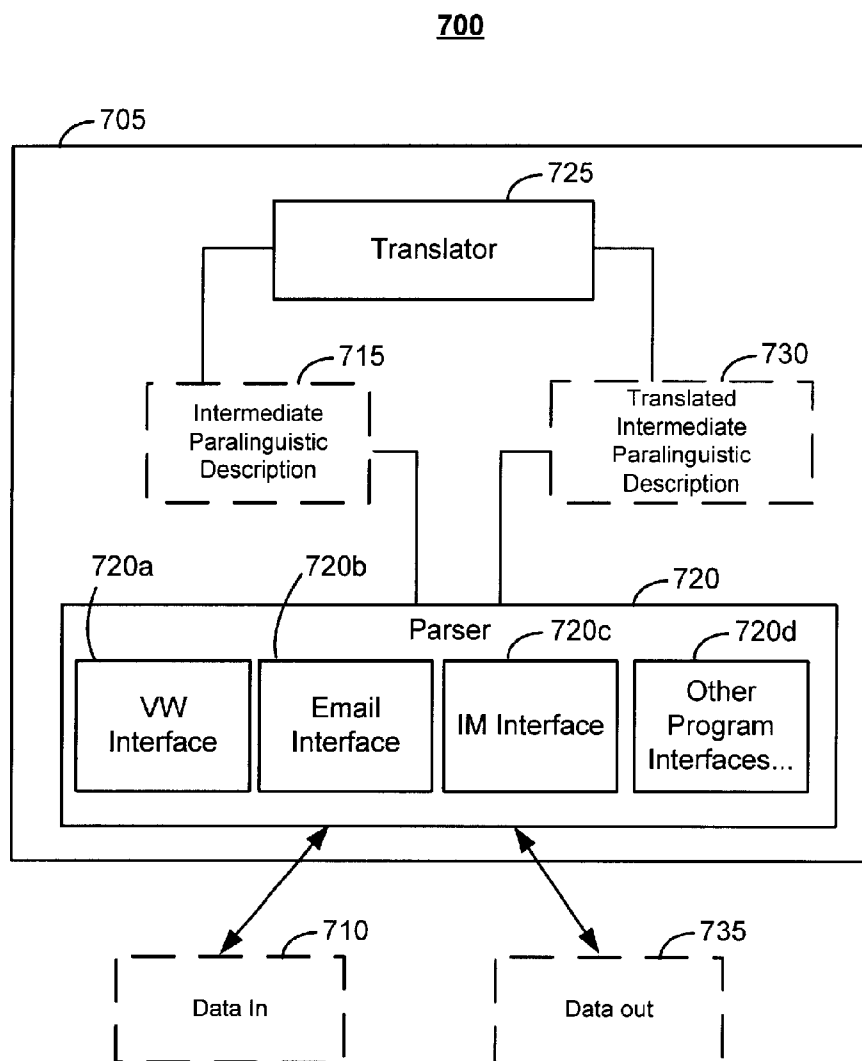 700
705
725
Translator
715
730
Intermediate
Paralinguistic
Description
Translated
Intermediate
Paralinguistic
Description
720a
720b
720
Parser
720c
720d
VW
Interface
Email
Interface
IM Interface
Other
Program
Interfaces...
710
735
Data In
Data out